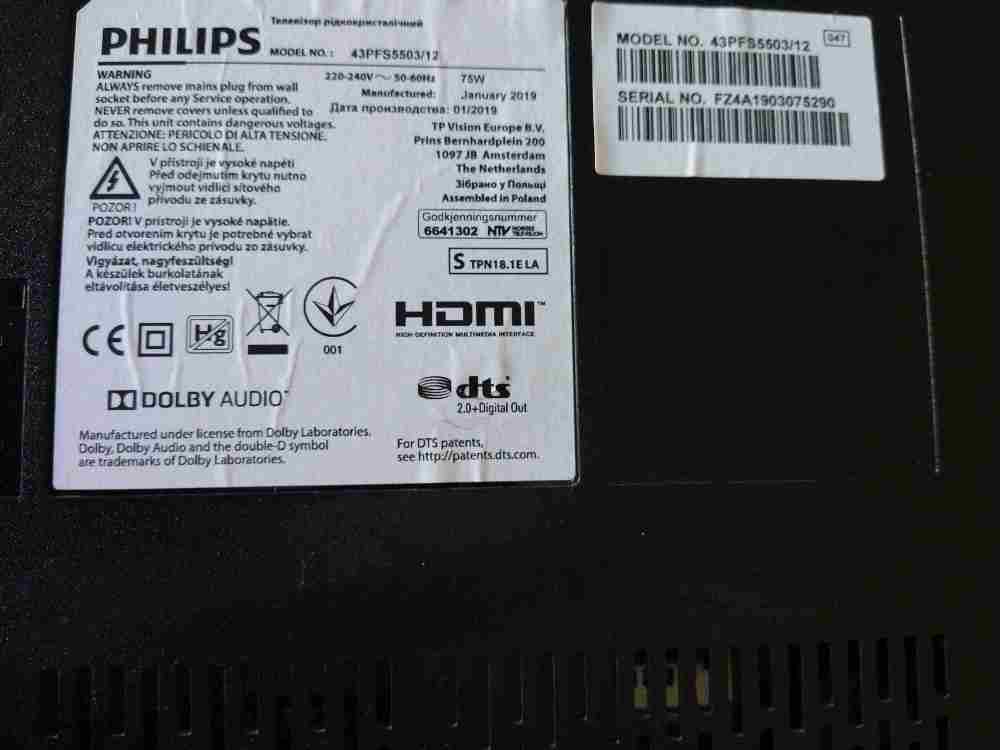 Телевізор рідкокристалічний
PHILIPS
MODEL NO. : 43PFS5503/12
WARNING
ALWAYS remove mains plug from wall
socket before any Service operation.
NEVER remove covers unless qualified to
do so. This unit contains dangerous voltages.
ATTENZIONE: PERICOLO DI ALTA TENSIONE.
NON APRIRE LO SCHIENALE.
220-240V ～ 50-60Hz 75W
Manufactured: January 2019
Дата производства: 01/2019
TP Vision Europe B.V.
Prins Bernhardplein 200
1097 JB Amsterdam
The Netherlands
Зібрано у Польщі
Assembled in Poland
V přístroji je vysoké napětí
Před odejmutím krytu nutno
vyjmout vidlici síťového
přívodu ze zásuvky.
POZOR!
POZOR! V prístroji je vysoké napätie.
Pred otvorením krytu je potrebné vybrat
vidlicu elektrického prívodu zo zásuvky.
Vigyázat, nagyfeszültség!
A készülek burkolatának
eltávolítása életveszélyes!
Godkjenningsnummer
6641302 NTV NORGES TELEVISJON
S TPN18.1E LA
CE
Hg
001
HDMI™
HIGH-DEFINITION MULTIMEDIA INTERFACE
DOLBY AUDIO™
dts
2.0+Digital Out
Manufactured under license from Dolby Laboratories.
Dolby, Dolby Audio and the double-D symbol
are trademarks of Dolby Laboratories.
For DTS patents,
see http://patents.dts.com.
MODEL NO. 43PFS5503/12
047
SERIAL NO. FZ4A1903075290